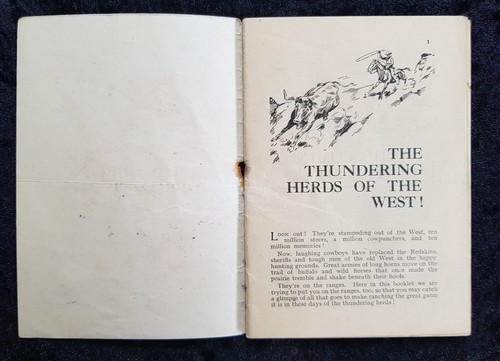 1
THE
THUNDERING
HERDS OF THE
WEST!
LOOK out! They're stampeding out of the West, ten
million steers, a million cowpunchers, and ten
million memories!
Now, laughing cowboys have replaced the Redskins,
sheriffs and tough men of the old West in the happy
hunting grounds. Great armies of long horns move on the
trail of buffalo and wild horses that once made the
prairie tremble and shake beneath their hoofs.
They're on the ranges. Here in this booklet we are
trying to put you on the ranges, too, so that you may catch
a glimpse of all that goes to make ranching the great game
it is in these days of the thundering herds!